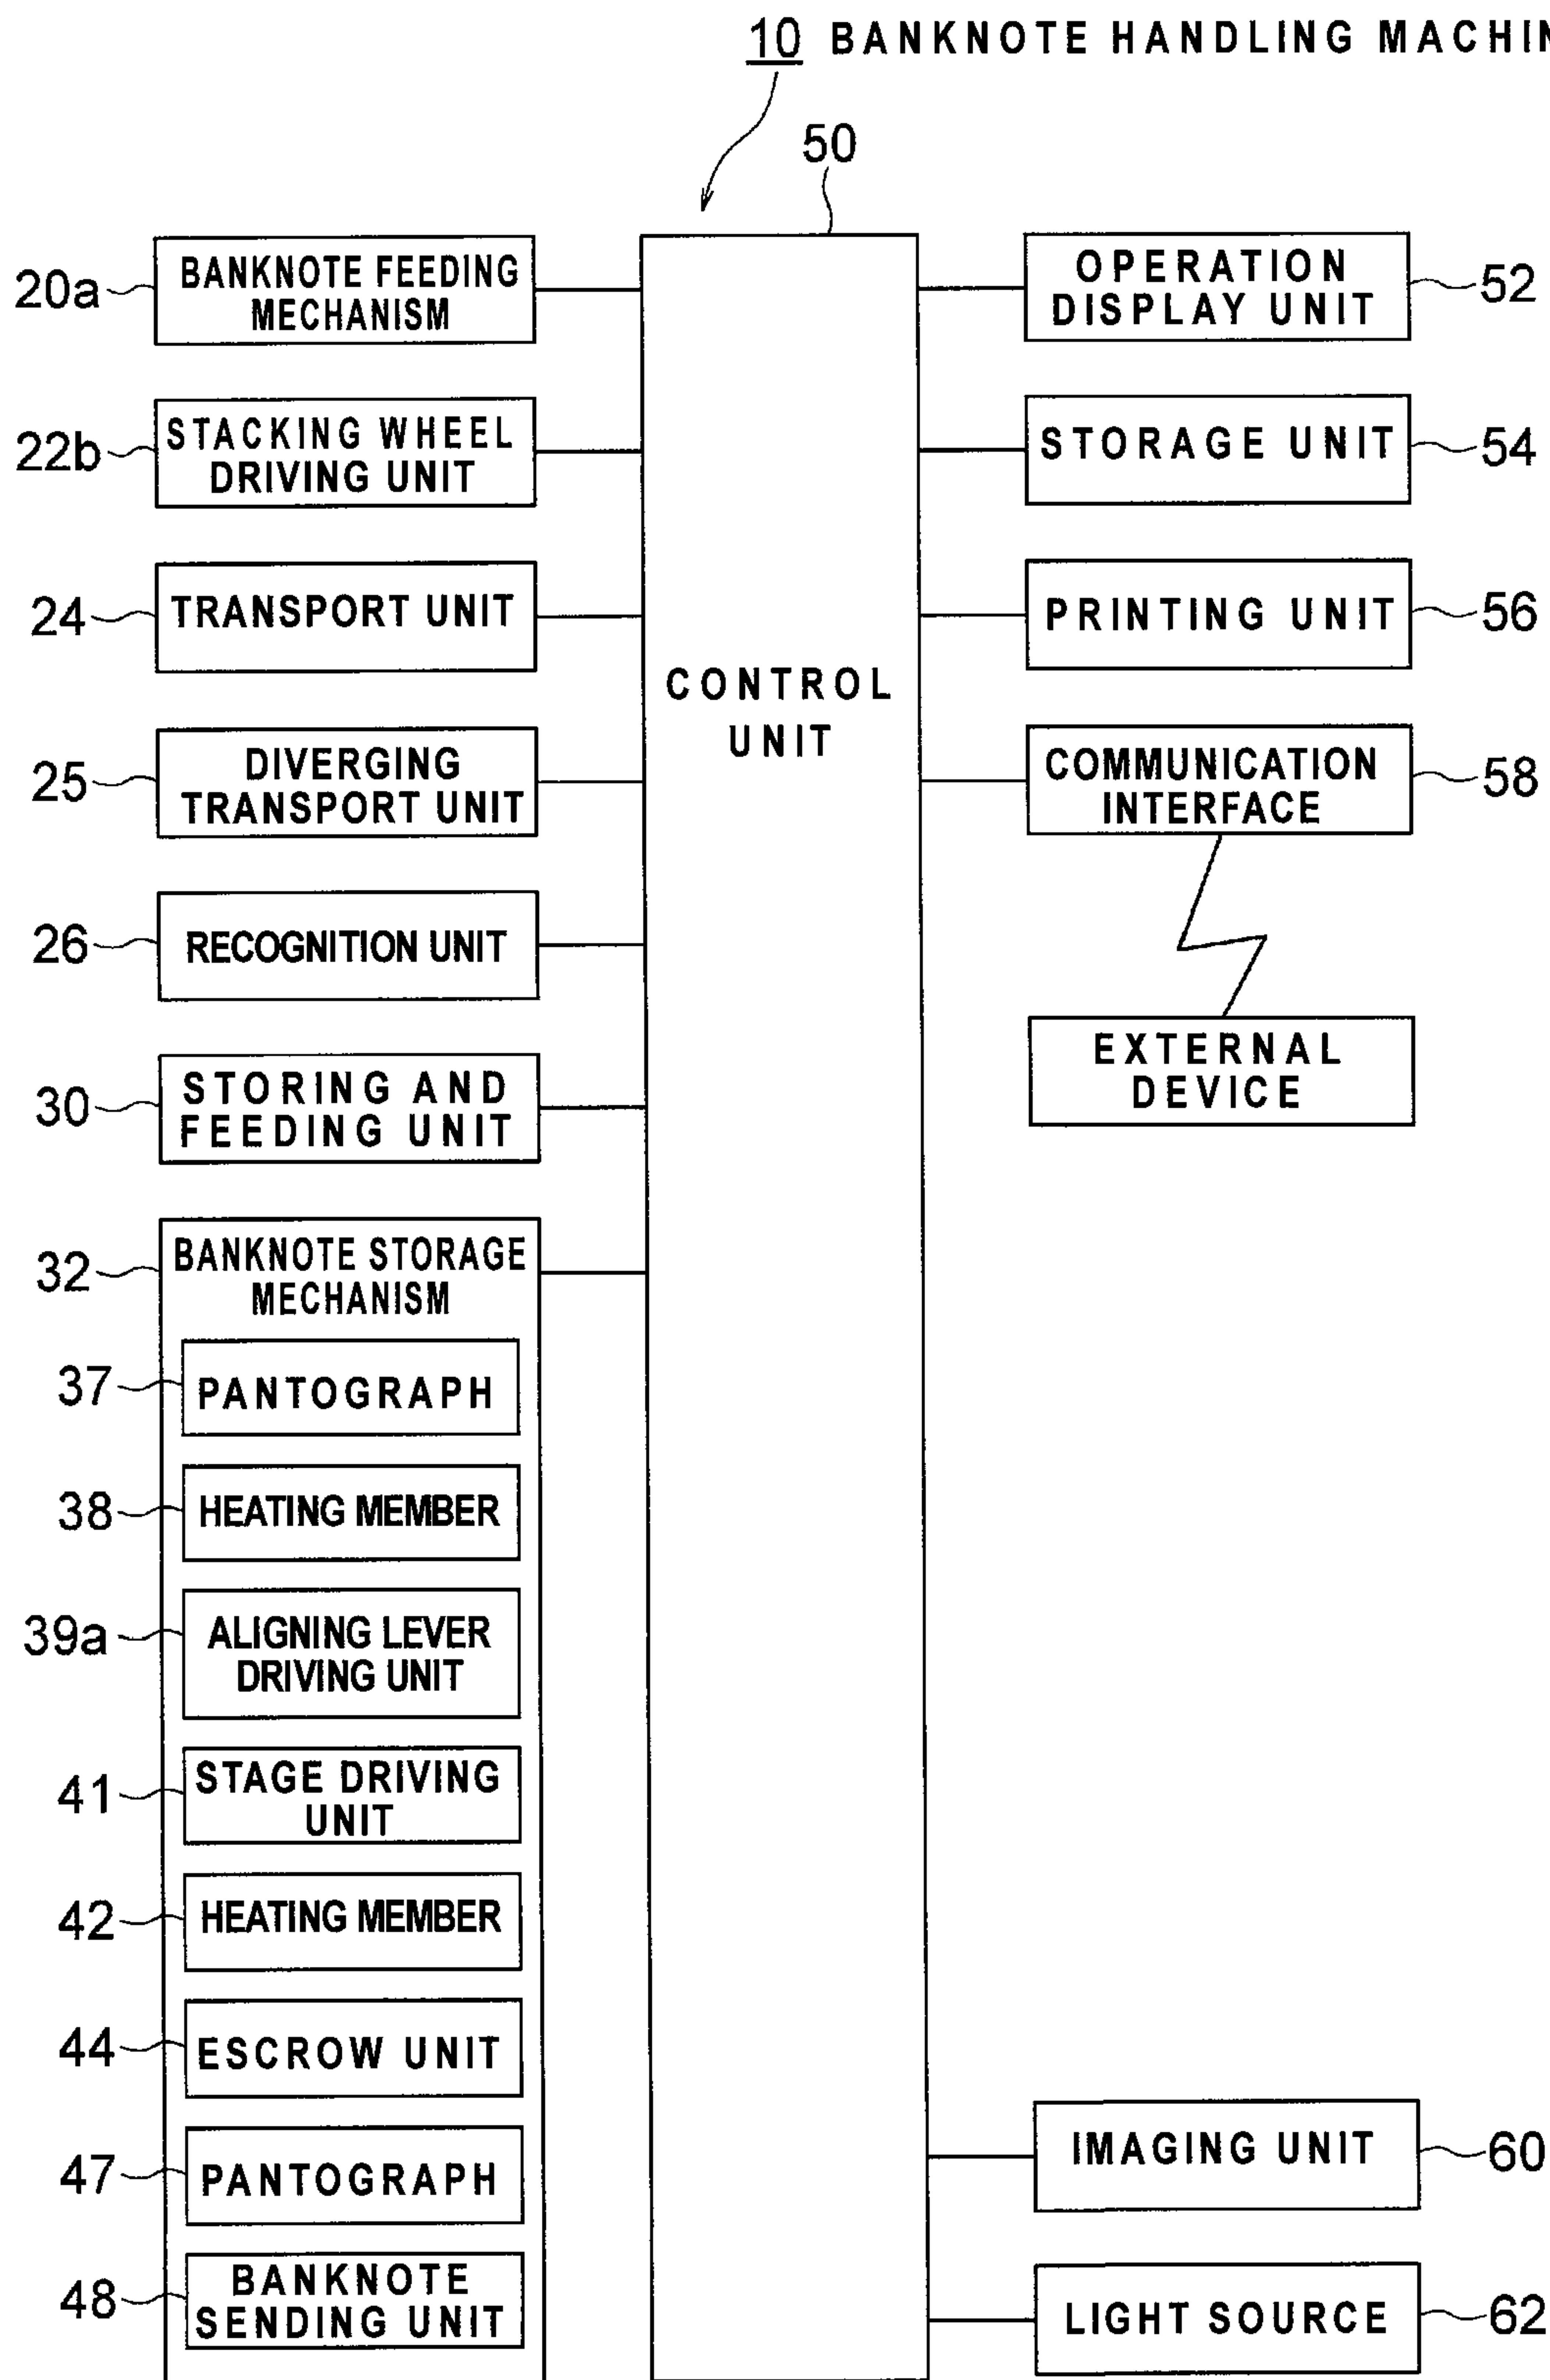 10 BANKNOTE HANDLING MACHIN
50
20a
BANKNOTE FEEDING
MECHANISM
22b
STACKING WHEEL
DRIVING UNIT
24
TRANSPORT UNIT
25
DIVERGING
TRANSPORT UNIT
26
RECOGNITION UNIT
30
STORING AND
FEEDING UNIT
32
BANKNOTE STORAGE
MECHANISM
37
PANTOGRAPH
38
HEATING MEMBER
39a
ALIGNING LEVER
DRIVING UNIT
41
STAGE DRIVING
UNIT
42
HEATING MEMBER
44
ESCROW UNIT
47
PANTOGRAPH
48
BANKNOTE
SENDING UNIT
CONTROL
UNIT
OPERATION
DISPLAY UNIT
52
STORAGE UNIT
54
PRINTING UNIT
56
COMMUNICATION
INTERFACE
58
EXTERNAL
DEVICE
IMAGING UNIT
60
LIGHT SOURCE
62